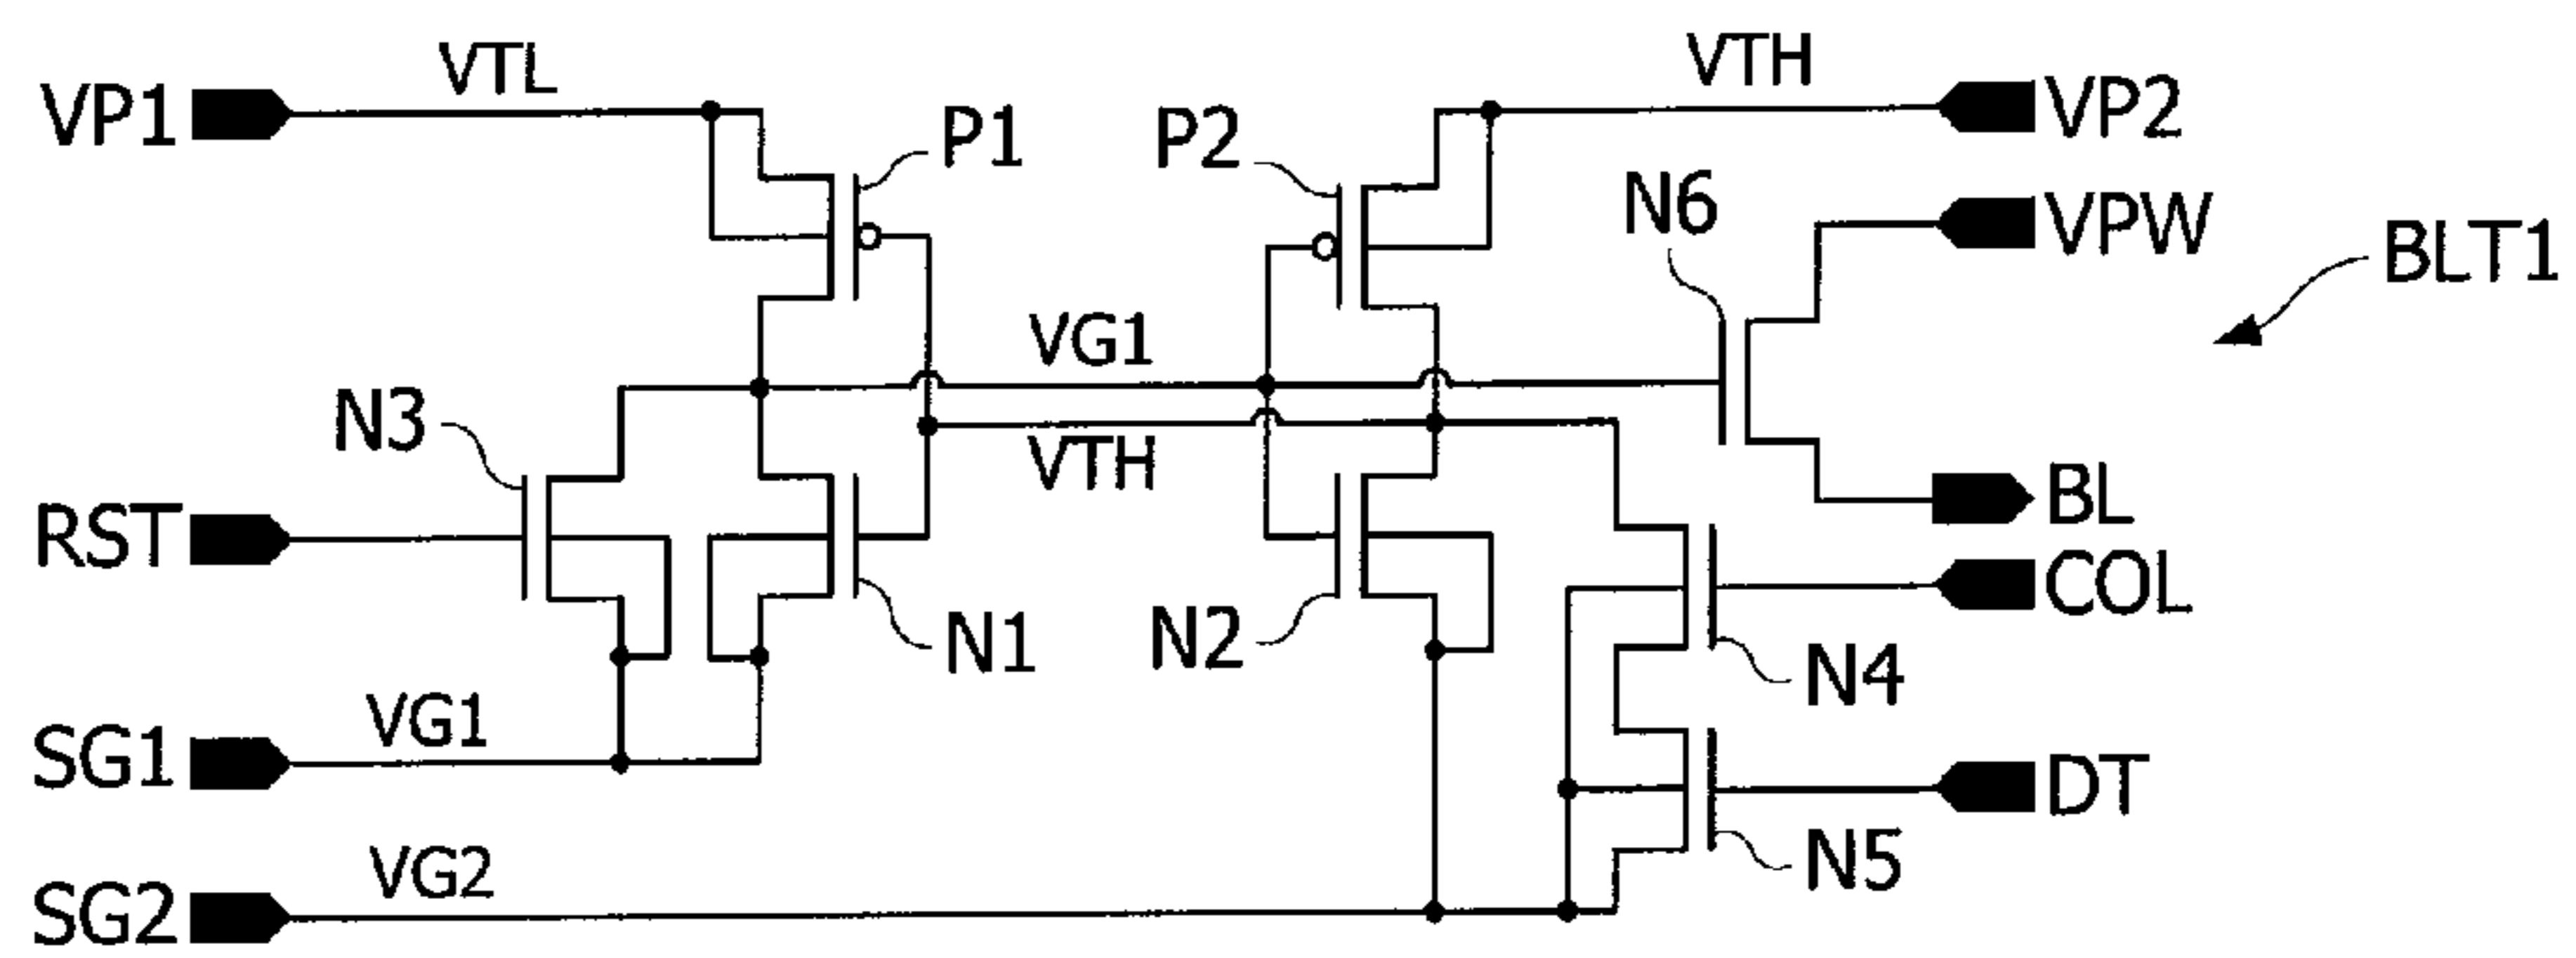 VTL
VTH
VP1
P1
P2
VP2
N6
VPW
BLT1
VG1
N3
VTH
BL
RST
COL
N1
N2
N4
VG1
SG1
DT
VG2
N5
SG2